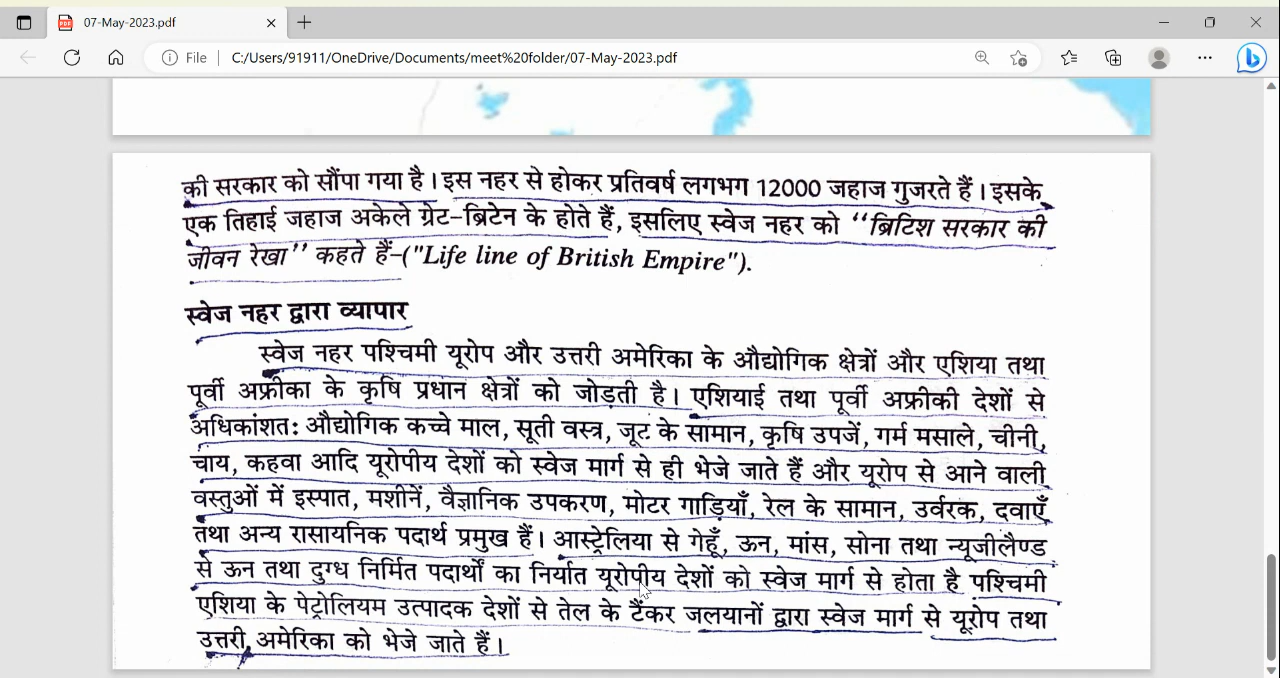 07-May-2023.pdf
File C:/Users/91911/OneDrive/Documents/meet%20folder/07-May-2023.pdf
की सरकार को सौंपा गया है। इस नहर से होकर प्रतिवर्ष लगभग 12000 जहाज गुजरते हैं। इसके
एक तिहाई जहाज अकेले ग्रेट-ब्रिटेन के होते हैं, इसलिए स्वेज नहर को ‘‘ब्रिटिश सरकार की
जीवन रेखा’’ कहते हैं-("Life line of British Empire").
स्वेज नहर द्वारा व्यापार
स्वेज नहर पश्चिमी यूरोप और उत्तरी अमेरिका के औद्योगिक क्षेत्रों और एशिया तथा
पूर्वी अफ्रीका के कृषि प्रधान क्षेत्रों को जोड़ती है। एशियाई तथा पूर्वी अफ्रीकी देशों से
अधिकांशत: औद्योगिक कच्चे माल, सूती वस्त्र, जूट के सामान, कृषि उपजें, गर्म मसाले, चीनी,
चाय, कहवा आदि यूरोपीय देशों को स्वेज मार्ग से ही भेजे जाते हैं और यूरोप से आने वाली
वस्तुओं में इस्पात, मशीनें, वैज्ञानिक उपकरण, मोटर गाड़ियाँ, रेल के सामान, उर्वरक, दवाएँ
तथा अन्य रासायनिक पदार्थ प्रमुख हैं। आस्ट्रेलिया से गेहूँ, ऊन, मांस, सोना तथा न्यूजीलैण्ड
से ऊन तथा दुग्ध निर्मित पदार्थों का निर्यात यूरोपीय देशों को स्वेज मार्ग से होता है पश्चिमी
एशिया के पेट्रोलियम उत्पादक देशों से तेल के टैंकर जलयानों द्वारा स्वेज मार्ग से यूरोप तथा
उत्तरी अमेरिका को भेजे जाते हैं।